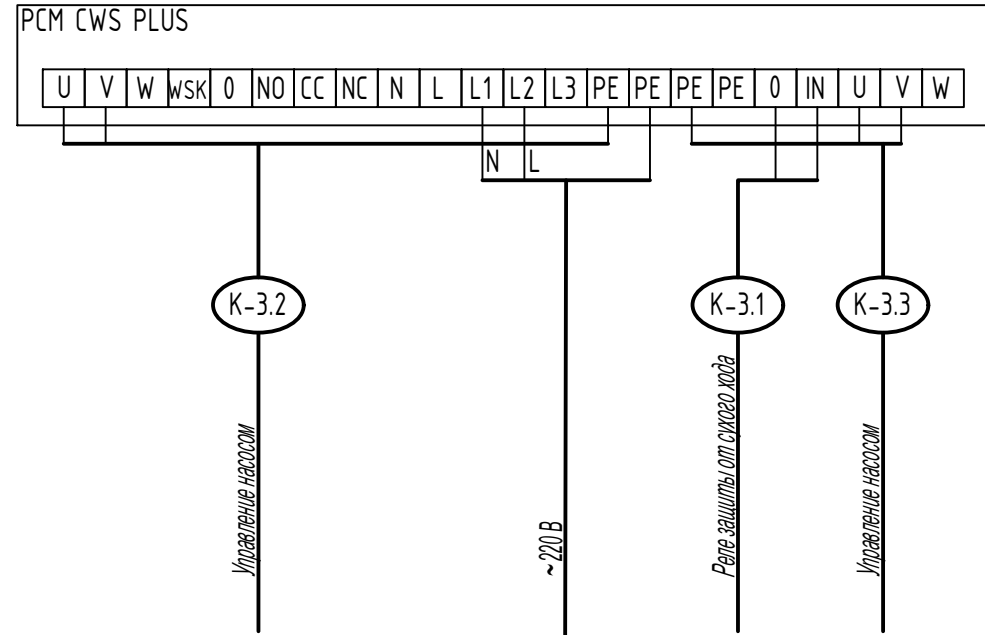 PCM CWS PLUS
U V W WSK 0 NO CC NC N L L1 L2 L3 PE PE PE PE 0 IN U V W
N L
K-3.2
K-3.1
K-3.3
Управление насосом
~220 В
Реле защиты от сухого хода
Управление насосом